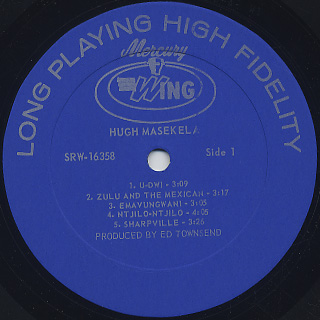 LONG PLAYING HIGH FIDELITY
Mercury
WING
HUGH MASEKELA
SRW-16358 Side 1
1. U-DWI - 3:09
2. ZULU AND THE MEXICAN - 3:17
3. EMAVUNGWANI - 3:05
4. NTJILO-NTJILO - 4:05
5. SHARPVILLE - 3:26
PRODUCED BY ED TOWNSEND